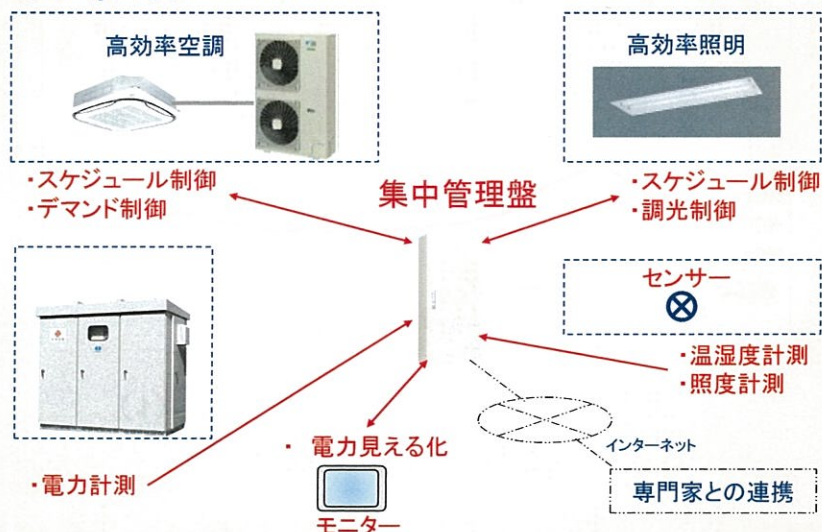 高効率空調
高効率照明
・スケジュール制御
・デマンド制御
集中管理盤
・スケジュール制御
・調光制御
センサー
・温湿度計測
・照度計測
・電力見える化
インターネット
・電力計測
専門家との連携
モニター